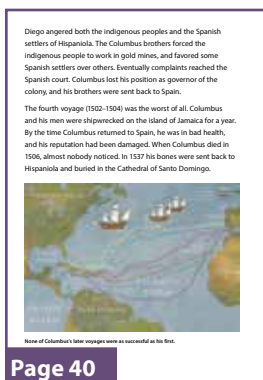 Diego angered both the indigenous peoples and the Spanish
settlers of Hispaniola. The Columbus brothers forced the
indigenous people to work in gold mines, and favored some
Spanish settlers over others. Eventually complaints reached the
Spanish court. Columbus lost his position as governor of the
colony, and his brothers were sent back to Spain.
The fourth voyage (1502–1504) was the worst of all. Columbus
and his men were shipwrecked on the island of Jamaica for a year.
By the time Columbus returned to Spain, he was in bad health,
and his reputation had been damaged. When Columbus died in
1506, almost nobody noticed. In 1537 his bones were sent back to
Hispaniola and buried in the Cathedral of Santo Domingo.
None of Columbus's later voyages were as successful as his first.
Page 40